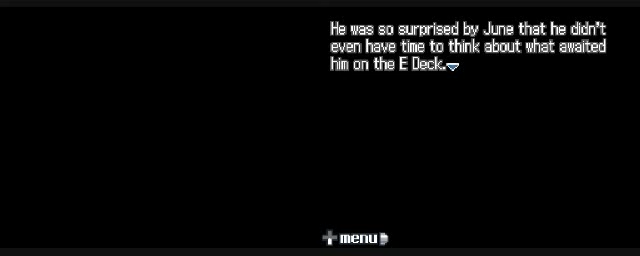 He was so surprised by June that he didn't
even have time to think about what awaited
him on the E Deck.
menu